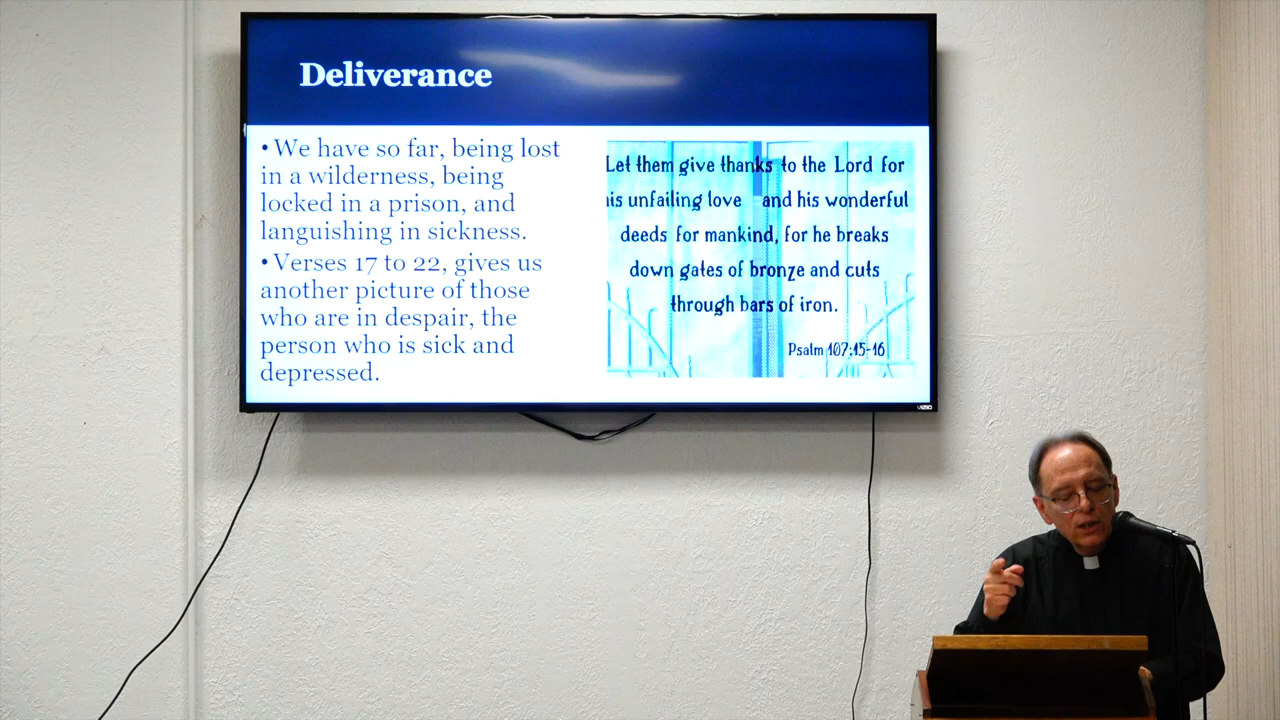 Deliverance
•We have so far, being lost
in a wilderness, being
locked in a prison, and
languishing in sickness.
•Verses 17 to 22, gives us
another picture of those
who are in despair, the
person who is sick and
depressed.
Let them give thanks to the Lord for
his unfailing love and his wonderful
deeds for mankind, for he breaks
down gates of bronze and cuts
through bars of iron.
Psalm 107:15-16
VIZIO